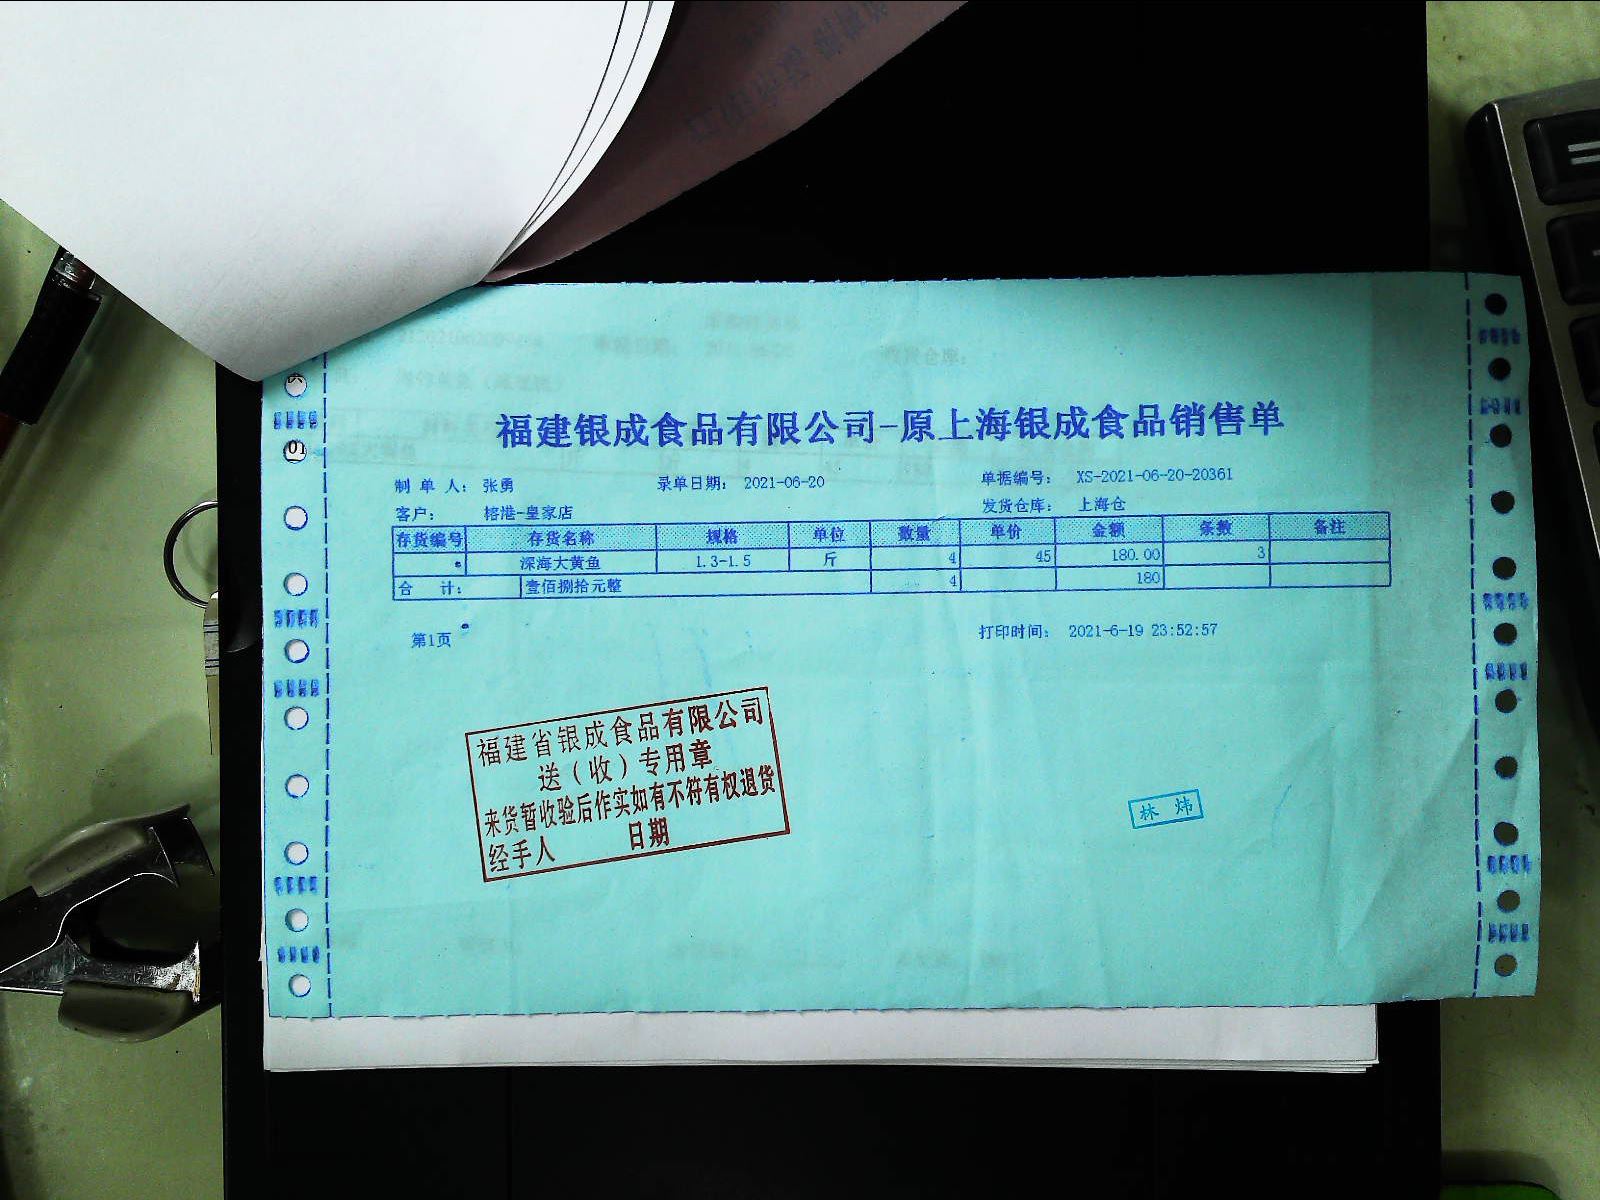 福建银成食品有限公司-原上海银成食品销售单
制 单 人： 张勇 录单日期： 2021-06-20 单据编号： XS-2021-06-20-20361
客户： 榕港-皇家店 发货仓库： 上海仓
存货编号 存货名称 规格 单位 数量 单价 金额 条数 备注
深海大黄鱼 1.3-1.5 斤 4 45 180.00 3
合 计： 壹佰捌拾元整 4 180
第1页 打印时间： 2021-6-19 23:52:57
福建省银成食品有限公司
送（收）专用章
来货暂收验后作实如有不符有权退货
经手人 日期
林 炜